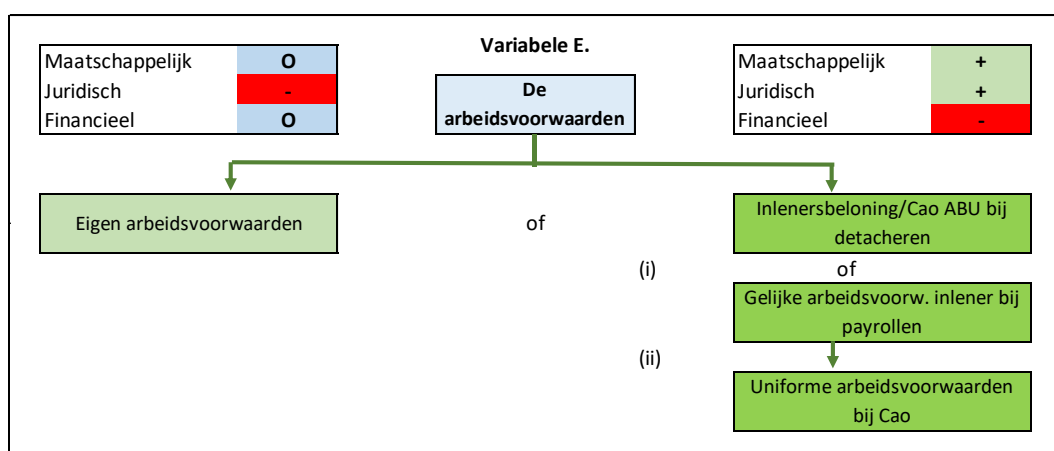 Variabele E.
Maatschappelijk O
Juridisch -
Financieel O
De
arbeidsvoorwaarden
Maatschappelijk +
Juridisch +
Financieel -
Eigen arbeidsvoorwaarden
of
Inlenersbeloning/Cao ABU bij
detacheren
(i)
of
Gelijke arbeidsvoorw. inlener bij
payrollen
(ii)
Uniforme arbeidsvoorwaarden
bij Cao